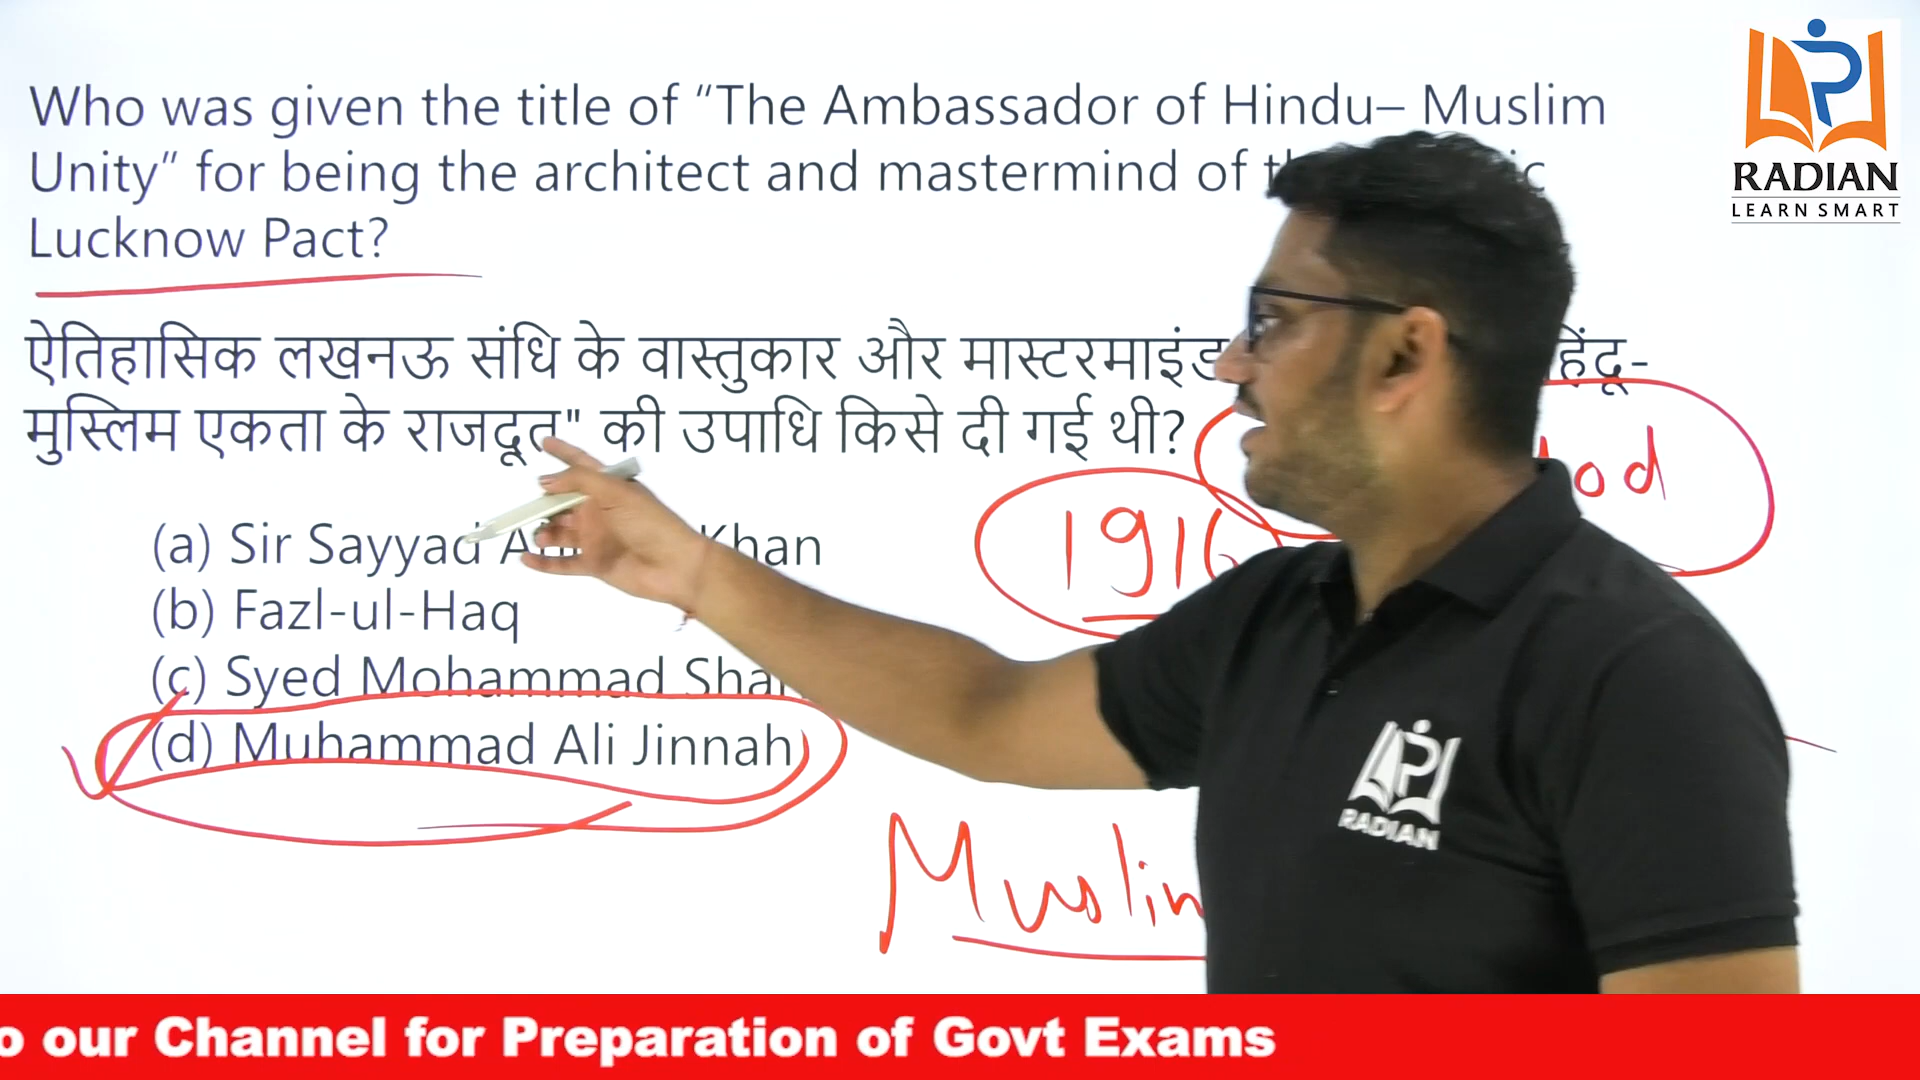 Who was given the title of “The Ambassador of Hindu– Muslim
Unity” for being the architect and mastermind of
Lucknow Pact?
ऐतिहासिक लखनऊ संधि के वास्तुकार और मास्टरमाइंड हिंदू-
मुस्लिम एकता के राजदूत" की उपाधि किसे दी गई थी?
1916
(a) Sir Sayyad Khan
(b) Fazl-ul-Haq
(c) Syed Mohammad
(d) Muhammad Ali Jinnah
RADIAN
LEARN SMART
RADIAN
our Channel for Preparation of Govt Exams